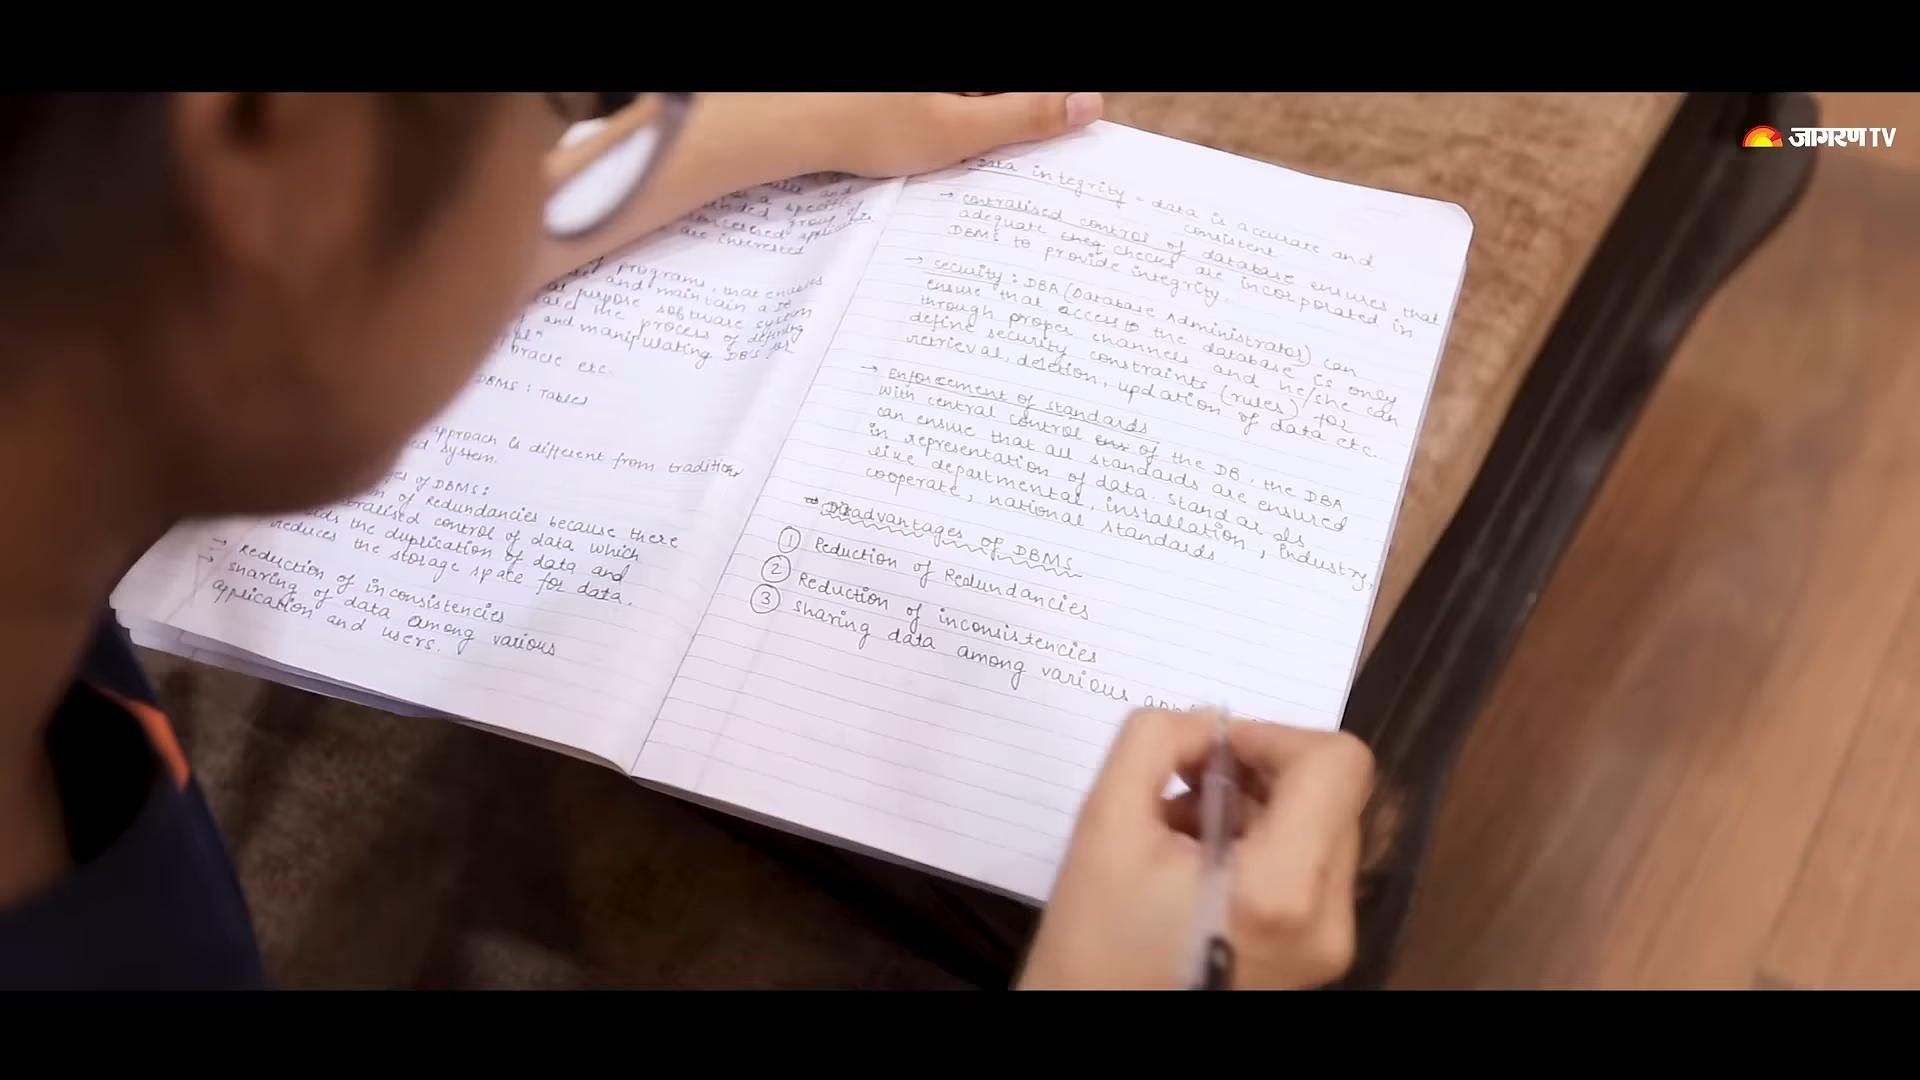 जागरण TV
are interested
programs, that enables
and maintain a
purpose software system
the process of defining
and manipulating DB's for
oracle etc.
DBMS : Tables
approach is different from tradition
system.
of DBMS:
of Redundancies because there
control of data which
the duplication of data and
reduces the storage space for data.
→ Reduction of inconsistencies
→ sharing of data among various
application and users.
Data integrity - data is accurate and
consistent
→ centralised control of database ensures that
adequate checks are incorporated in
DBMS to provide integrity.
→ security : DBA (Database Administrator) can
ensure that access to the database is only
through proper channels and he/she can
define security constraints (rules) for
retrieval, deletion, updation of data etc.
→ Enforcement of standards
with central control of the DB, the DBA
can ensure that all standards are ensured
in representation of data. stand
like departmental, installation, Industry,
cooperate, national standards.
→ Disadvantages of DBMS
① Reduction of Redundancies
② Reduction of inconsistencies
③ sharing data among various